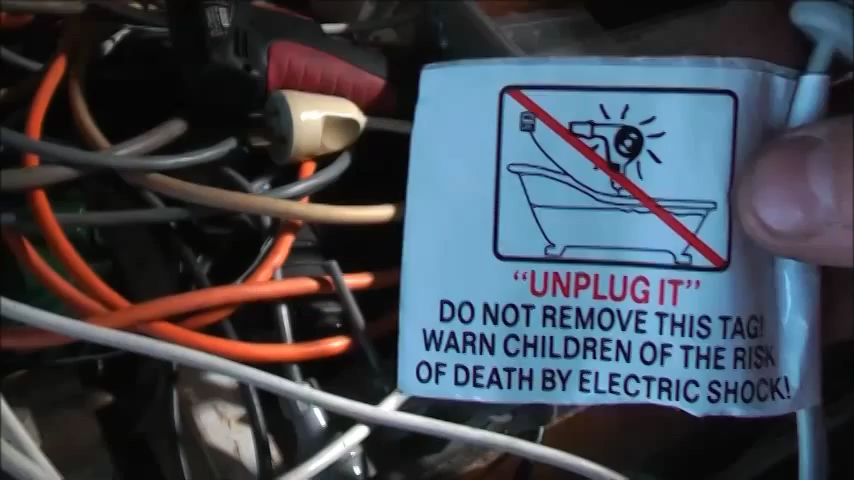 "UNPLUG IT"
DO NOT REMOVE THIS TAG!
WARN CHILDREN OF THE RISK
OF DEATH BY ELECTRIC SHOCK!